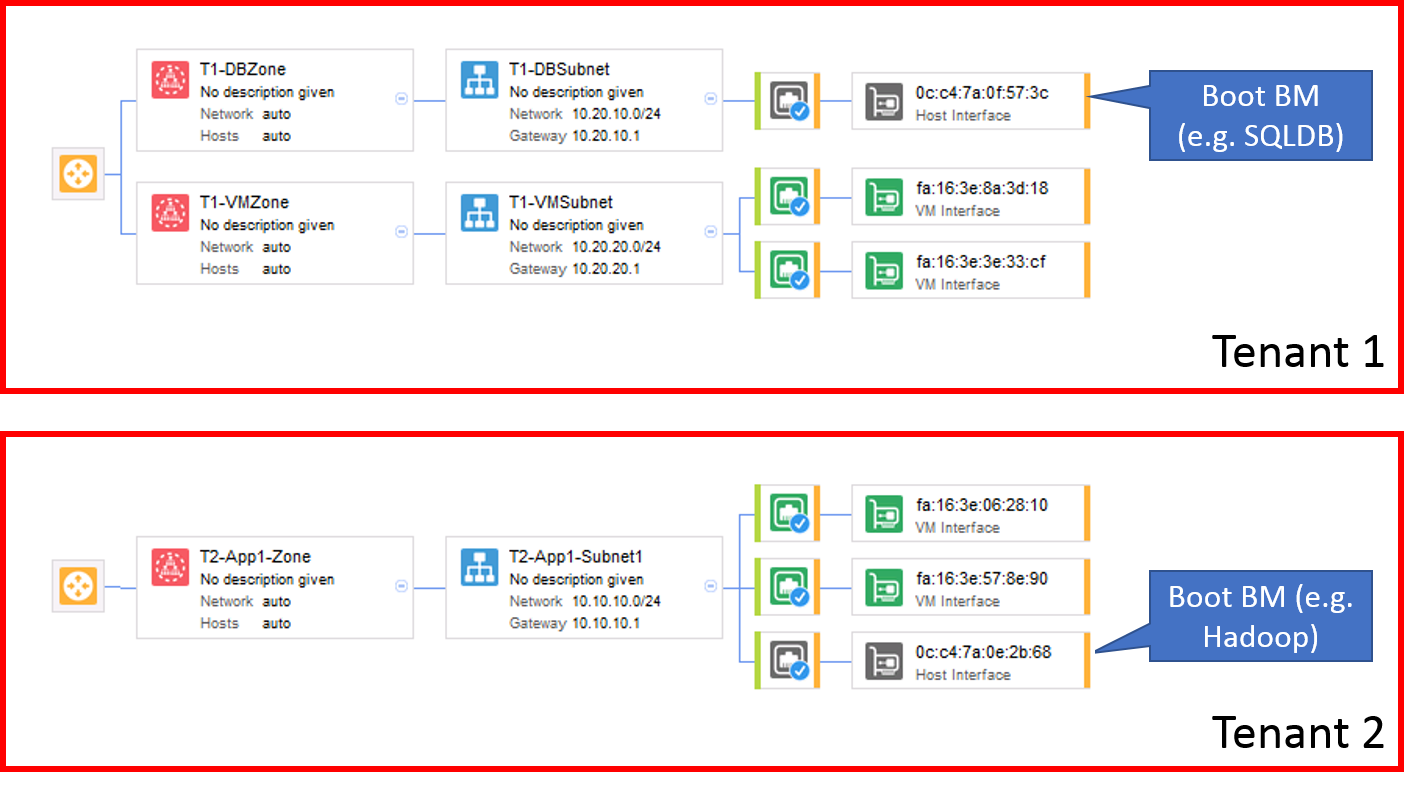 T1-DBZone
No description given
Network auto
Hosts auto
T1-DBSubnet
No description given
Network 10.20.10.0/24
Gateway 10.20.10.1
0c:c4:7a:0f:57:3c
Host Interface
Boot BM
(e.g. SQLDB)
T1-VMZone
No description given
Network auto
Hosts auto
T1-VMSubnet
No description given
Network 10.20.20.0/24
Gateway 10.20.20.1
fa:16:3e:8a:3d:18
VM Interface
fa:16:3e:3e:33:cf
VM Interface
Tenant 1
T2-App1-Zone
No description given
Network auto
Hosts auto
T2-App1-Subnet1
No description given
Network 10.10.10.0/24
Gateway 10.10.10.1
fa:16:3e:06:28:10
VM Interface
fa:16:3e:57:8e:90
VM Interface
0c:c4:7a:0e:2b:68
Host Interface
Boot BM (e.g.
Hadoop)
Tenant 2